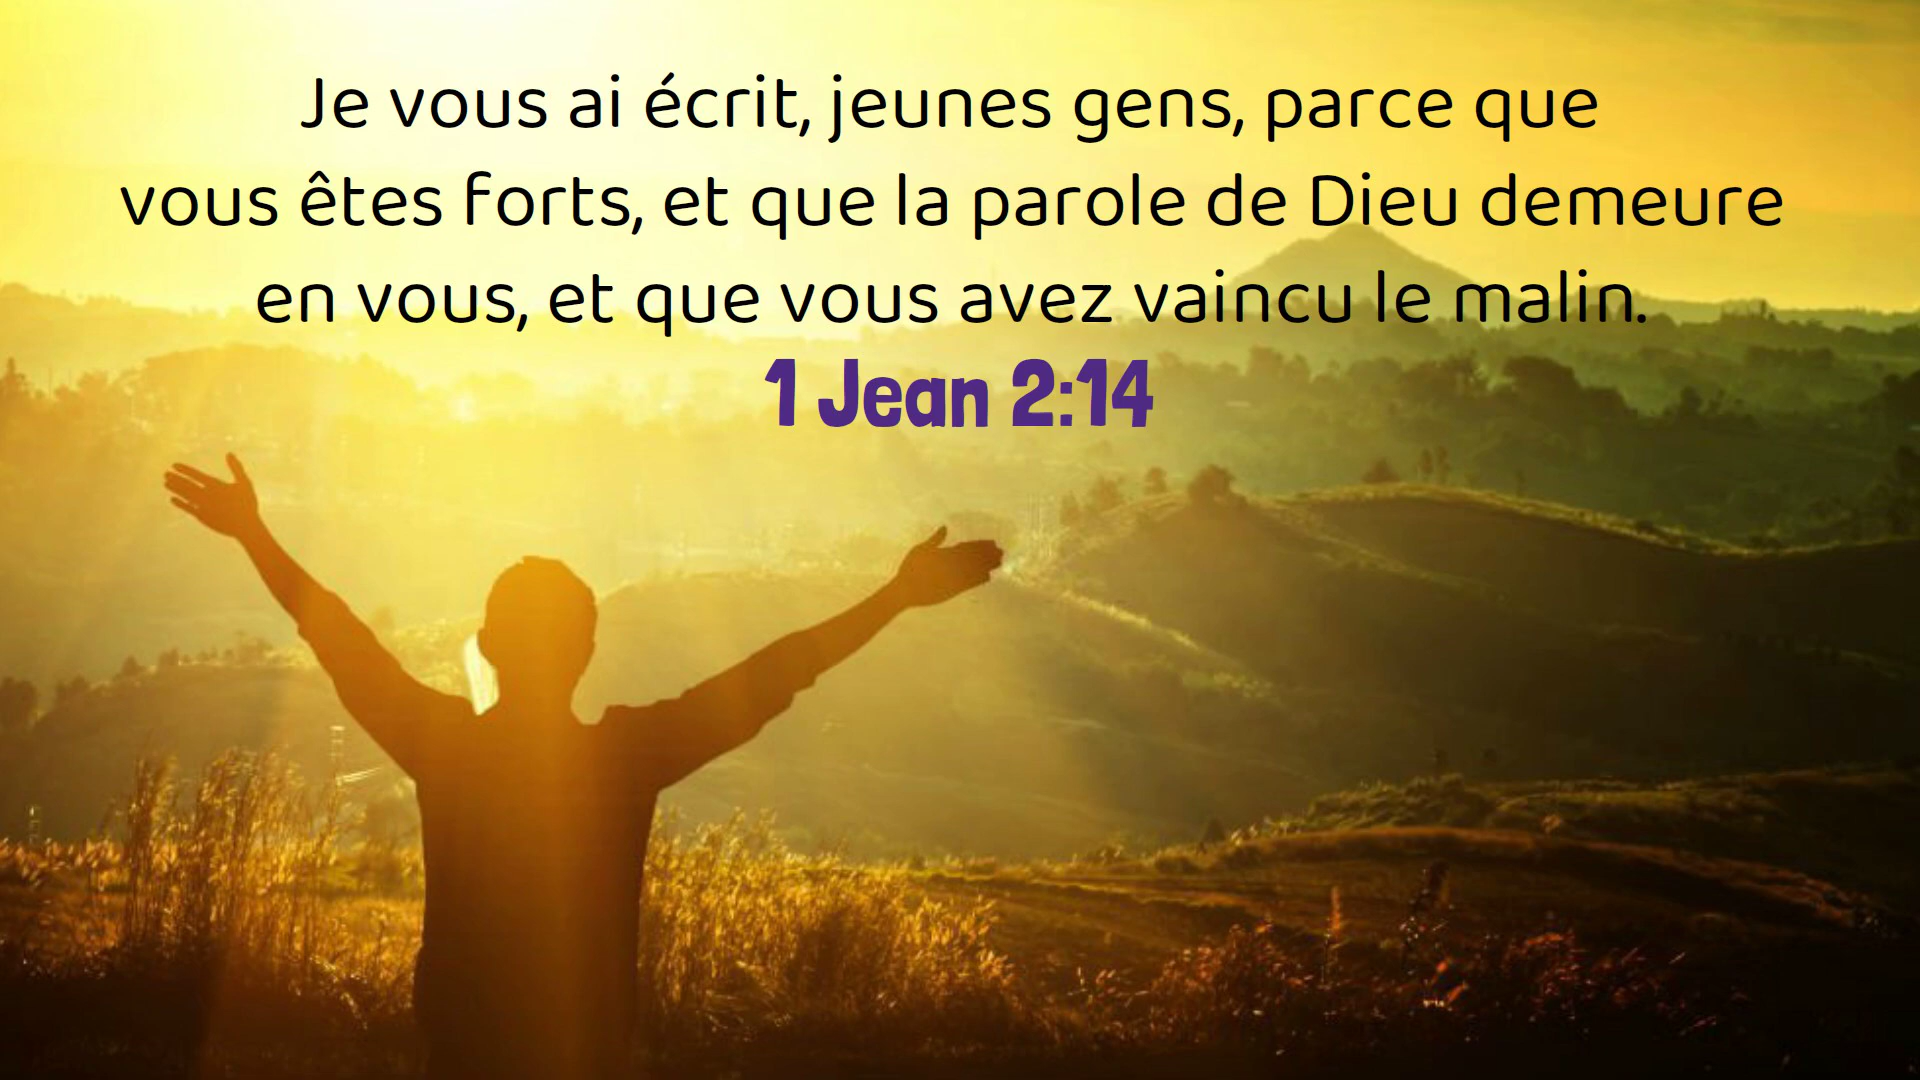 Je vous ai écrit, jeunes gens, parce que
vous êtes forts, et que la parole de Dieu demeure
en vous, et que vous avez vaincu le malin.
1 Jean 2:14